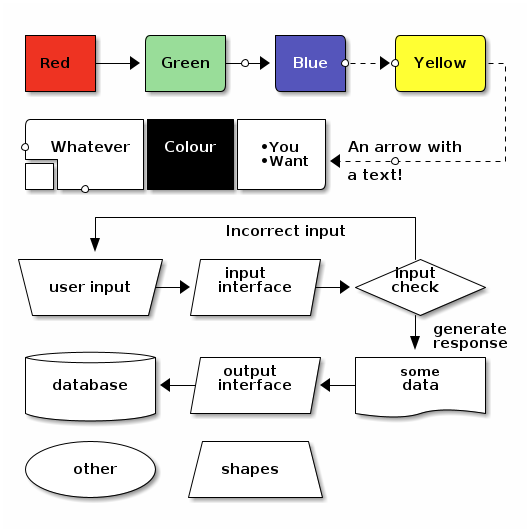 Red
Green
Blue
Yellow
Whatever
Colour
•You
•Want
An arrow with
a text!
Incorrect input
user input
input
interface
Input
check
generate
response
database
output
interface
some
data
other
shapes